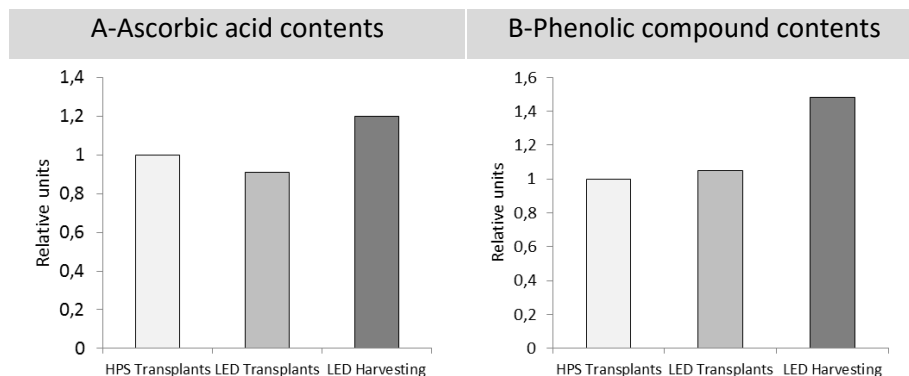 A-Ascorbic acid contents
Relative units
1,4
1,2
1
0,8
0,6
0,4
0,2
0
HPS Transplants LED Transplants LED Harvesting
B-Phenolic compound contents
Relative units
1,6
1,4
1,2
1
0,8
0,6
0,4
0,2
0
HPS Transplants LED Transplants LED Harvesting